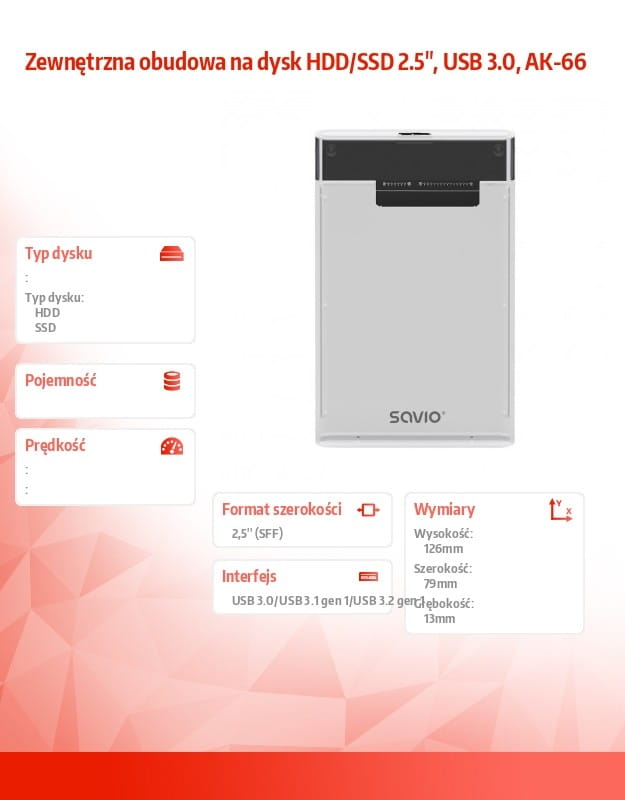 Zewnętrzna obudowa na dysk HDD/SSD 2.5", USB 3.0, AK-66
SAVIO
Typ dysku
:
Typ dysku:
HDD
SSD
Pojemność
Prędkość
:
:
Format szerokości
2,5'' (SFF)
Interfejs
USB 3.0/USB 3.1 gen 1/USB 3.2 gen 1
Wymiary
Y
X
Wysokość:
126mm
Szerokość:
79mm
Głębokość:
13mm